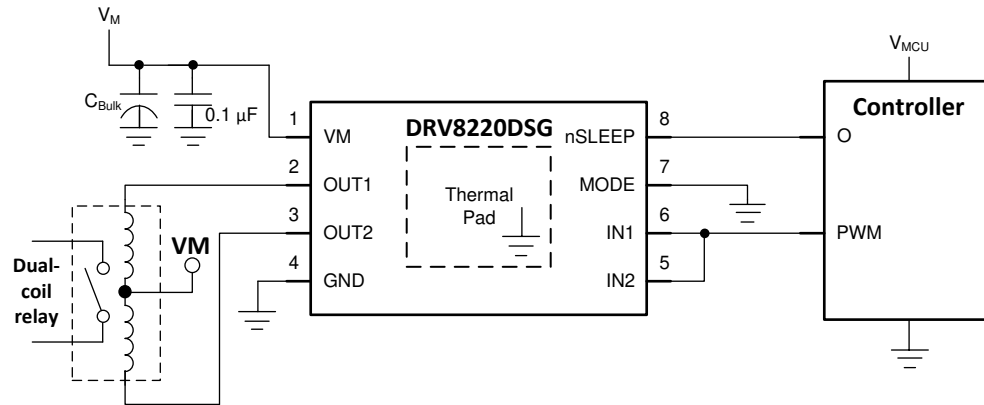 VM
CBulk
0.1 µF
1
VM
2
OUT1
3
OUT2
4
GND
DRV8220DSG
Thermal
Pad
8
nSLEEP
7
MODE
6
IN1
5
IN2
VMCU
Controller
O
PWM
VM
Dual-
coil
relay